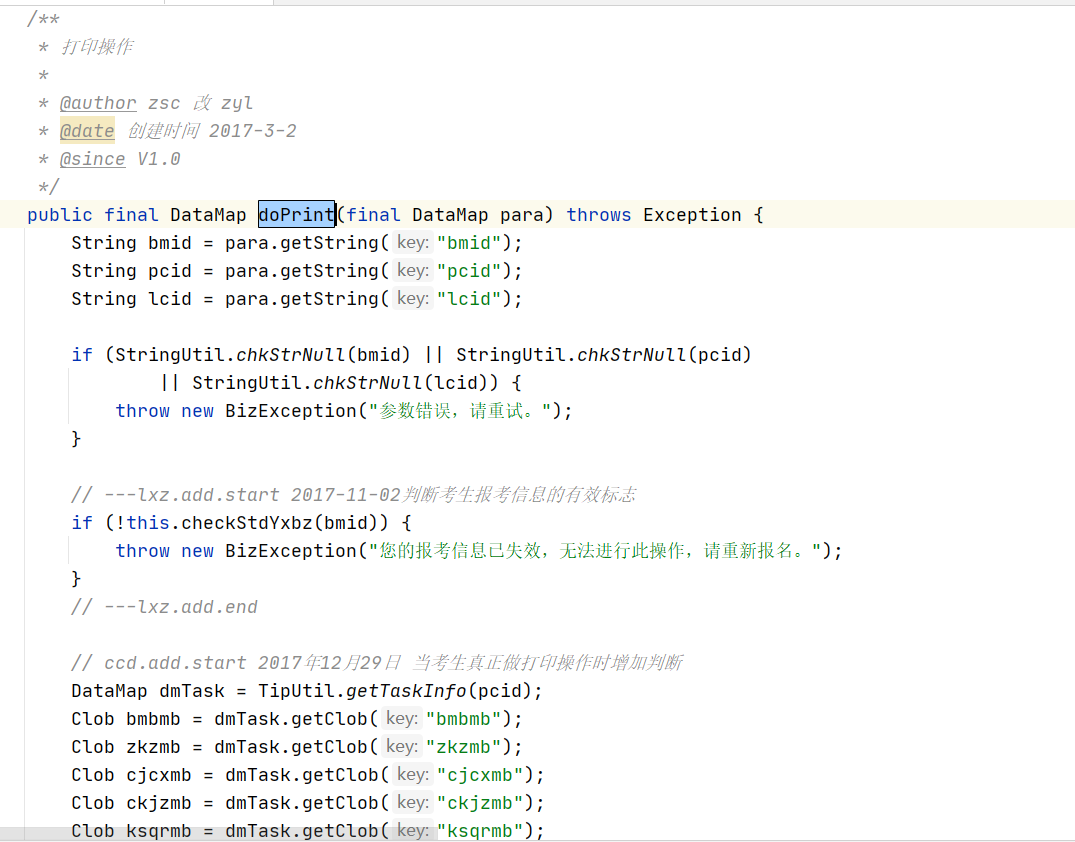 /**
* 打印操作
*
* @author zsc 改 zyl
* @date 创建时间 2017-3-2
* @since V1.0
*/
public final DataMap doPrint(final DataMap para) throws Exception {
String bmid = para.getString( key: "bmid");
String pcid = para.getString( key: "pcid");
String lcid = para.getString( key: "lcid");
if (StringUtil.chkStrNull(bmid) || StringUtil.chkStrNull(pcid)
|| StringUtil.chkStrNull(lcid)) {
throw new BizException("参数错误，请重试。");
}
// ---lxz.add.start 2017-11-02判断考生报考信息的有效标志
if (!this.checkStdYxbz(bmid)) {
throw new BizException("您的报考信息已失效，无法进行此操作，请重新报名。");
}
// ---lxz.add.end
// ccd.add.start 2017年12月29日 当考生真正做打印操作时增加判断
DataMap dmTask = TipUtil.getTaskInfo(pcid);
Clob bmbmb = dmTask.getClob( key: "bmbmb");
Clob zkzmb = dmTask.getClob( key: "zkzmb");
Clob cjcxmb = dmTask.getClob( key: "cjcxmb");
Clob ckjzmb = dmTask.getClob( key: "ckjzmb");
Clob ksqrmb = dmTask.getClob( key: "ksqrmb");